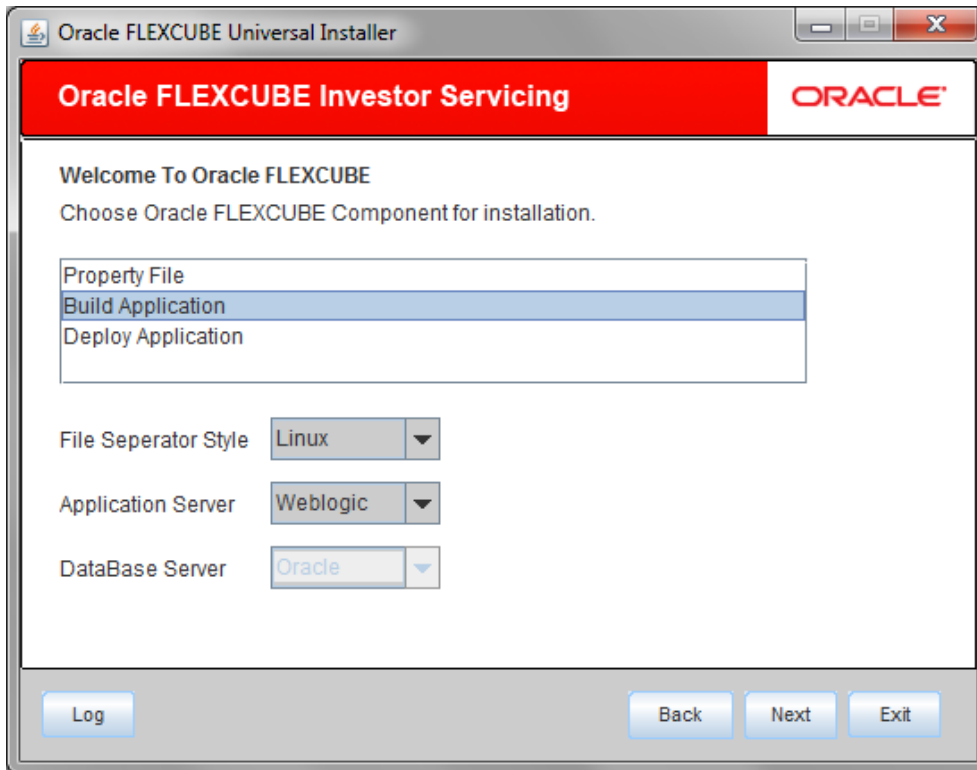 Oracle FLEXCUBE Universal Installer
Oracle FLEXCUBE Investor Servicing
ORACLE
Welcome To Oracle FLEXCUBE
Choose Oracle FLEXCUBE Component for installation.
Property File
Build Application
Deploy Application
File Seperator Style Linux
Application Server Weblogic
DataBase Server Oracle
Log Back Next Exit